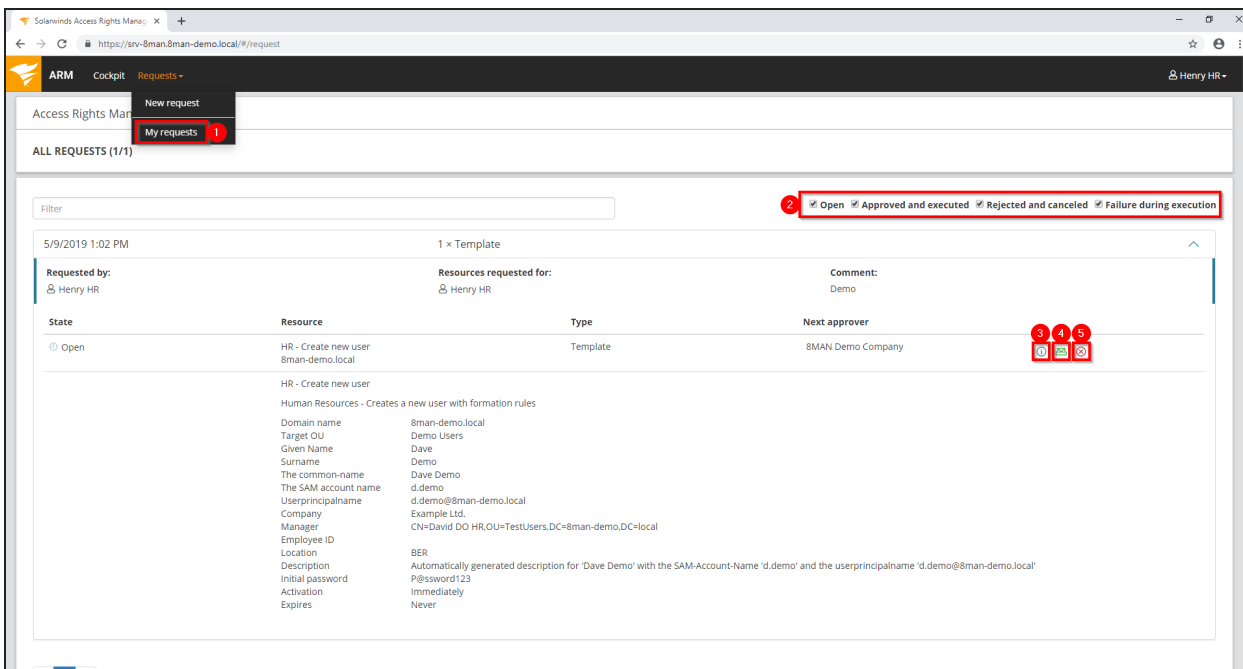 Solarwinds Access Rights Manag
https://srv-8man.8man-demo.local/#/request
ARM Cockpit Requests Henry HR
New request
Access Rights Man
My requests 1
ALL REQUESTS (1/1)
Filter
2 Open Approved and executed Rejected and canceled Failure during execution
5/9/2019 1:02 PM 1 × Template
Requested by: Resources requested for: Comment:
Henry HR Henry HR Demo
State Resource Type Next approver
3 4 5
Open HR - Create new user Template 8MAN Demo Company
8man-demo.local
HR - Create new user
Human Resources - Creates a new user with formation rules
Domain name 8man-demo.local
Target OU Demo Users
Given Name Dave
Surname Demo
The common-name Dave Demo
The SAM account name d.demo
Userprincipalname d.demo@8man-demo.local
Company Example Ltd.
Manager CN=David DO HR,OU=TestUsers,DC=8man-demo,DC=local
Employee ID
Location BER
Description Automatically generated description for 'Dave Demo' with the SAM-Account-Name 'd.demo' and the userprincipalname 'd.demo@8man-demo.local'
Initial password P@ssword123
Activation Immediately
Expires Never